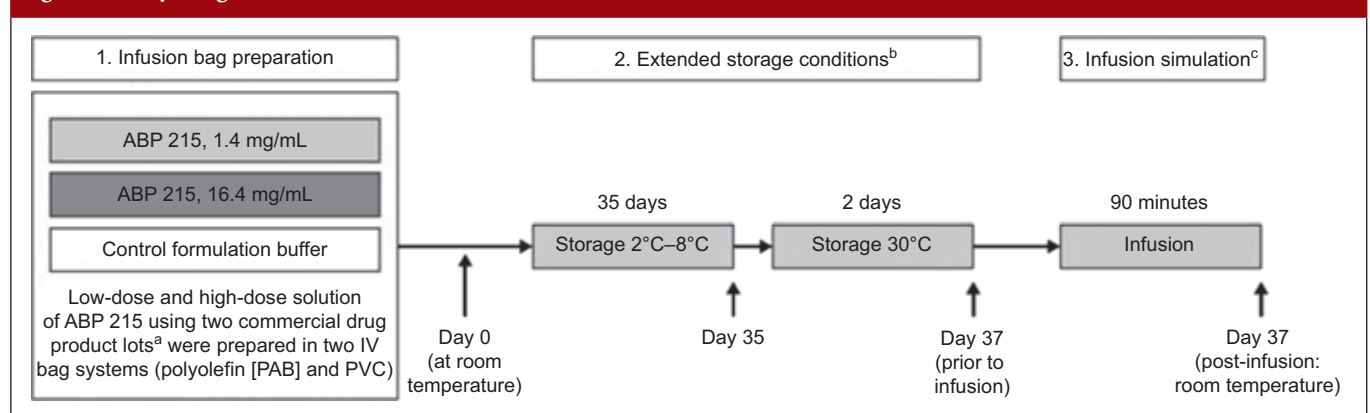 1. Infusion bag preparation
2. Extended storage conditionsᵇ
3. Infusion simulationᶜ
ABP 215, 1.4 mg/mL
ABP 215, 16.4 mg/mL
Control formulation buffer
Low-dose and high-dose solution
of ABP 215 using two commercial drug
product lotsᵃ were prepared in two IV
bag systems (polyolefin [PAB] and PVC)
Day 0
(at room
temperature)
35 days
Storage 2°C–8°C
Day 35
2 days
Storage 30°C
Day 37
(prior to
infusion)
90 minutes
Infusion
Day 37
(post-infusion:
room temperature)